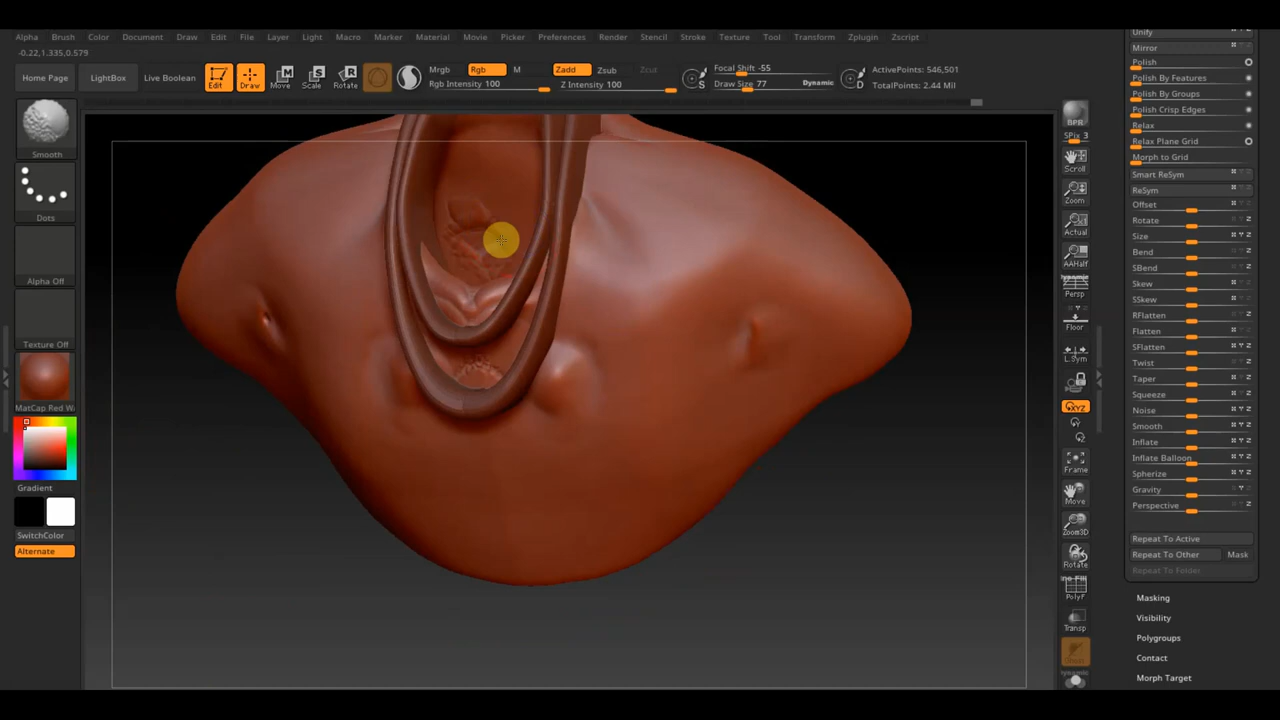 Alpha Brush Color Document Draw Edit File Layer Light Macro Marker Material Movie Picker Preferences Render Stencil Stroke Texture Tool Transform Zplugin Zscript
-0.22,1.335,0.579
Home Page LightBox Live Boolean Edit Draw Move Scale Rotate
Mrgb Rgb M Zadd Zsub Zcut
Rgb Intensity 100 Z Intensity 100
Focal Shift -55
Draw Size 77 Dynamic
ActivePoints: 546,501
TotalPoints: 2.44 Mil
S
D
Smooth
Dots
Alpha Off
Texture Off
MatCap Red W
Gradient
SwitchColor
Alternate
BPR
SPix 3
Scroll
Zoom
Actual
AAHalf
Persp
Floor
L.Sym
XYZ
Frame
Move
Zoom3D
Rotate
PolyF
Transp
Unify
Mirror
Polish
Polish By Features
Polish By Groups
Polish Crisp Edges
Relax
Relax Plane Grid
Morph to Grid
Smart ReSym
ReSym
Offset
Rotate
Size
Bend
SBend
Skew
SSkew
RFlatten
Flatten
SFlatten
Twist
Taper
Squeeze
Noise
Smooth
Inflate
Inflate Balloon
Spherize
Gravity
Perspective
Repeat To Active
Repeat To Other Mask
Repeat To Folder
Masking
Visibility
Polygroups
Contact
Morph Target